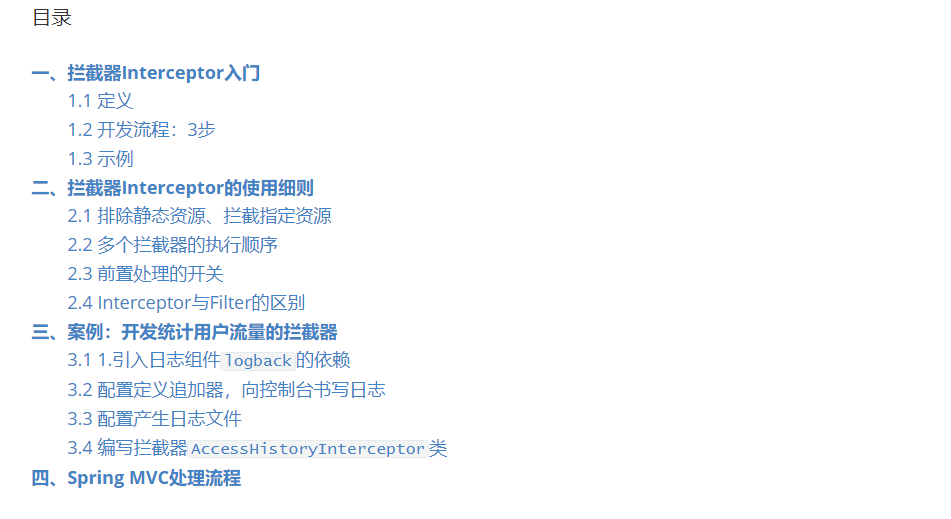 目录
一、拦截器Interceptor入门
1.1 定义
1.2 开发流程：3步
1.3 示例
二、拦截器Interceptor的使用细则
2.1 排除静态资源、拦截指定资源
2.2 多个拦截器的执行顺序
2.3 前置处理的开关
2.4 Interceptor与Filter的区别
三、案例：开发统计用户流量的拦截器
3.1 1.引入日志组件logback的依赖
3.2 配置定义追加器，向控制台书写日志
3.3 配置产生日志文件
3.4 编写拦截器AccessHistoryInterceptor类
四、Spring MVC处理流程